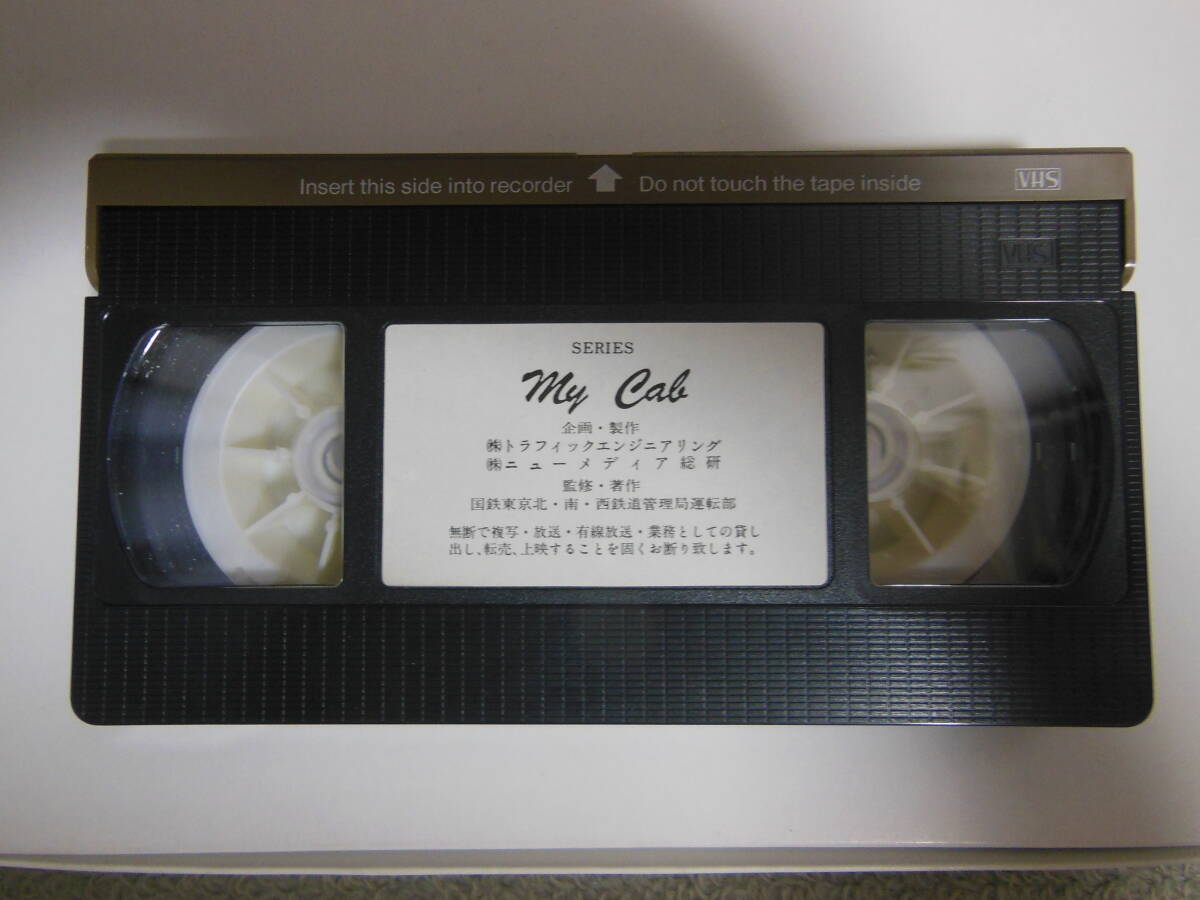 Insert this side into recorder Do not touch the tape inside VHS
VHS
SERIES
My Cab
企画・製作
㈱トラフィックエンジニアリング
㈱ニューメディア総研
監修・著作
国鉄東京北・南・西鉄道管理局運転部
無断で複写・放送・有線放送・業務としての貸し
出し、転売、上映することを固くお断り致します。